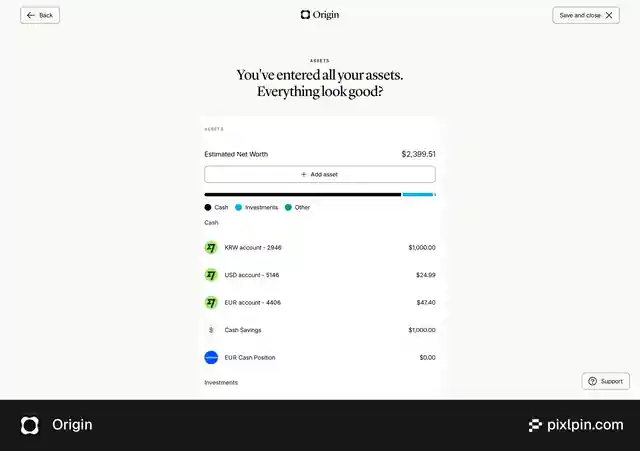 Back
Origin
Save and close
ASSETS
You've entered all your assets.
Everything look good?
ASSETS
Estimated Net Worth
$2,399.51
Add asset
Cash
Investments
Other
Cash
KRW account - 2946
$1,000.00
USD account - 5146
$24.99
EUR account - 4406
$47.40
Cash Savings
$1,000.00
EUR Cash Position
$0.00
Investments
Support
Origin
pixlpin.com